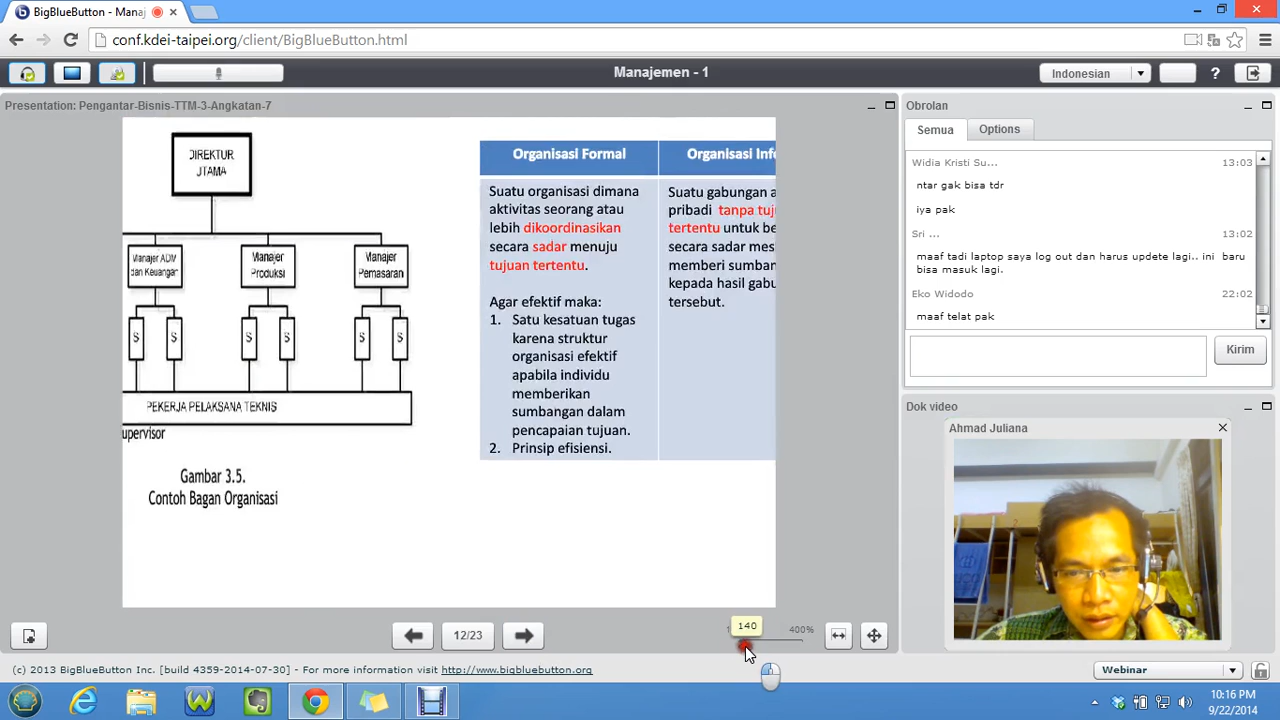 BigBlueButton - Manaj
conf.kdei-taipei.org/client/BigBlueButton.html
Manajemen - 1
Indonesian
?
Presentation: Pengantar-Bisnis-TTM-3-Angkatan-7
DIREKTUR
UTAMA
Manajer ADM
dan Keuangan
Manajer
Produksi
Manajer
Pemasaran
S
S
S
S
S
S
PEKERJA PELAKSANA TEKNIS
upervisor
Gambar 3.5.
Contoh Bagan Organisasi
Organisasi Formal
Suatu organisasi dimana
aktivitas seorang atau
lebih dikoordinasikan
secara sadar menuju
tujuan tertentu.
Agar efektif maka:
1. Satu kesatuan tugas
karena struktur
organisasi efektif
apabila individu
memberikan
sumbangan dalam
pencapaian tujuan.
2. Prinsip efisiensi.
Organisasi Info
Suatu gabungan a
pribadi tanpa tuju
tertentu untuk be
secara sadar mes
memberi sumban
kepada hasil gabu
tersebut.
12/23
140
400%
Obrolan
Semua
Options
Widia Kristi Su... 13:03
ntar gak bisa tdr
iya pak
Sri ... 13:02
maaf tadi laptop saya log out dan harus updete lagi.. ini baru
bisa masuk lagi.
Eko Widodo 22:02
maaf telat pak
Kirim
Dok video
Ahmad Juliana
(c) 2013 BigBlueButton Inc. [build 4359-2014-07-30] - For more information visit http://www.bigbluebutton.org
Webinar
10:16 PM
9/22/2014